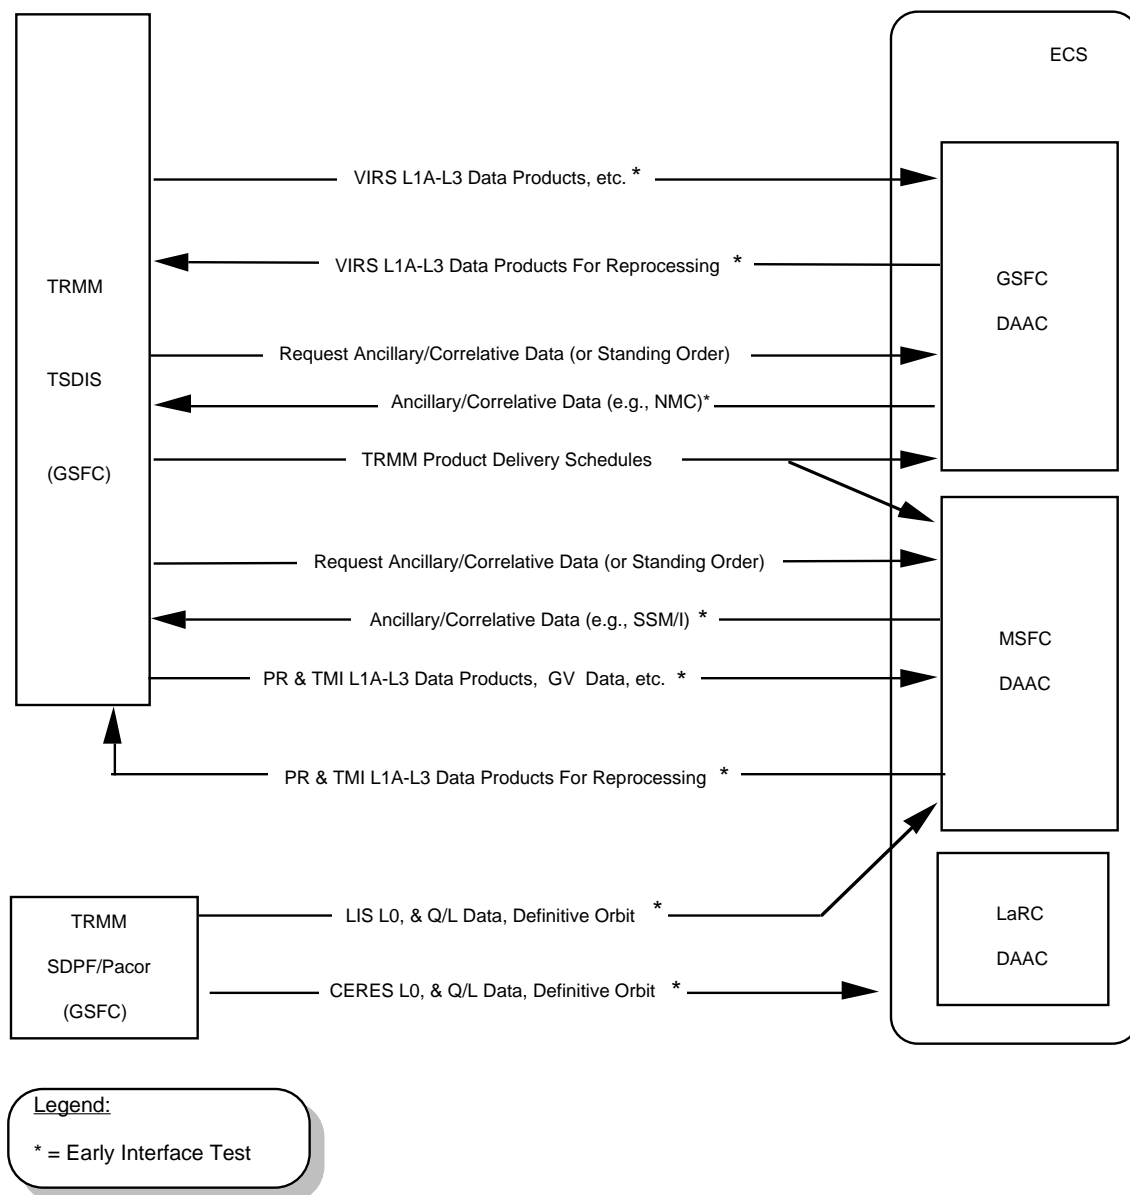 ECS
VIRS L1A-L3 Data Products, etc. *
VIRS L1A-L3 Data Products For Reprocessing *
TRMM
TSDIS
(GSFC)
GSFC
DAAC
Request Ancillary/Correlative Data (or Standing Order)
Ancillary/Correlative Data (e.g., NMC)*
TRMM Product Delivery Schedules
Request Ancillary/Correlative Data (or Standing Order)
Ancillary/Correlative Data (e.g., SSM/I) *
MSFC
DAAC
PR & TMI L1A-L3 Data Products, GV Data, etc. *
PR & TMI L1A-L3 Data Products For Reprocessing *
TRMM
SDPF/Pacor
(GSFC)
LIS L0, & Q/L Data, Definitive Orbit *
LaRC
DAAC
CERES L0, & Q/L Data, Definitive Orbit *
Legend:
* = Early Interface Test